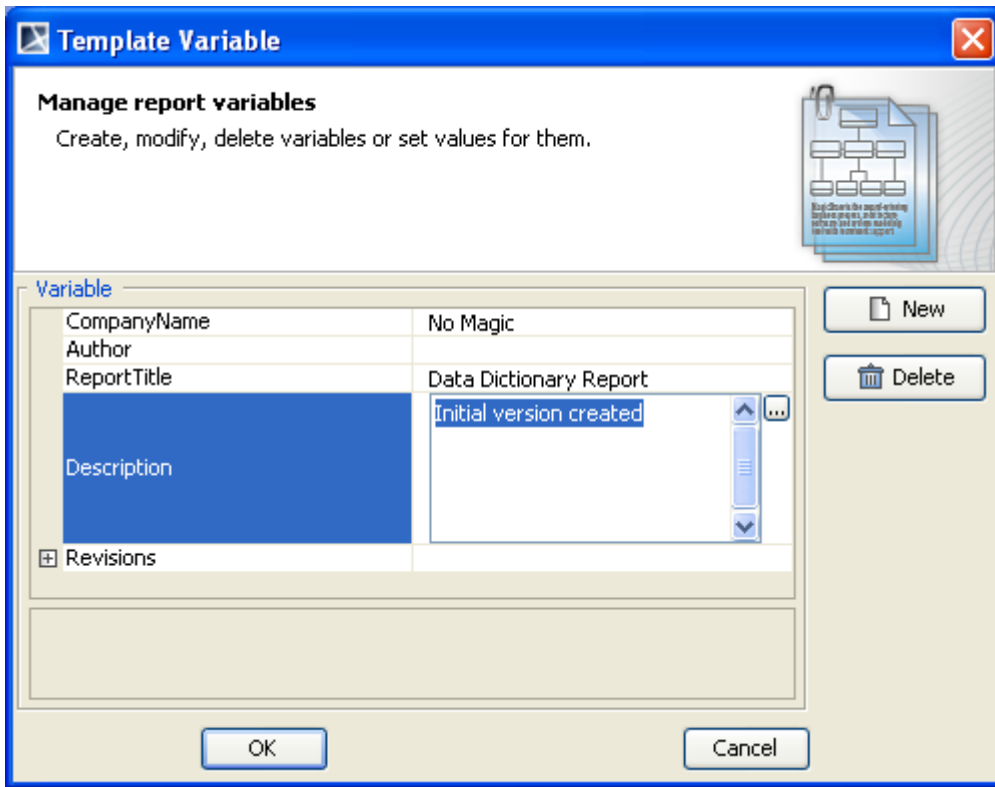 Template Variable
Manage report variables
Create, modify, delete variables or set values for them.
Variable
CompanyName No Magic
Author
ReportTitle Data Dictionary Report
Description Initial version created
...
Revisions
New
Delete
OK
Cancel